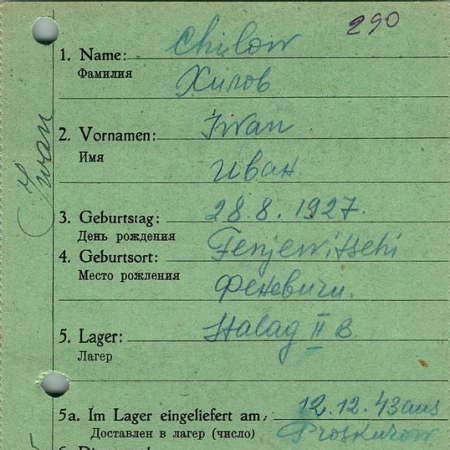 290
1. Name: Chilow
Фамилия Хилов
2. Vornamen: Iwan
Имя Иван
Iwan
3. Geburtstag: 28.8.1927.
День рождения
4. Geburtsort: Fenjewitschi
Место рождения Феневичи.
5. Lager: Stalag II B
Лагер
5a. Im Lager eingeliefert am, 12.12.43 aus
Доставлен в лагер (число) Proskurow